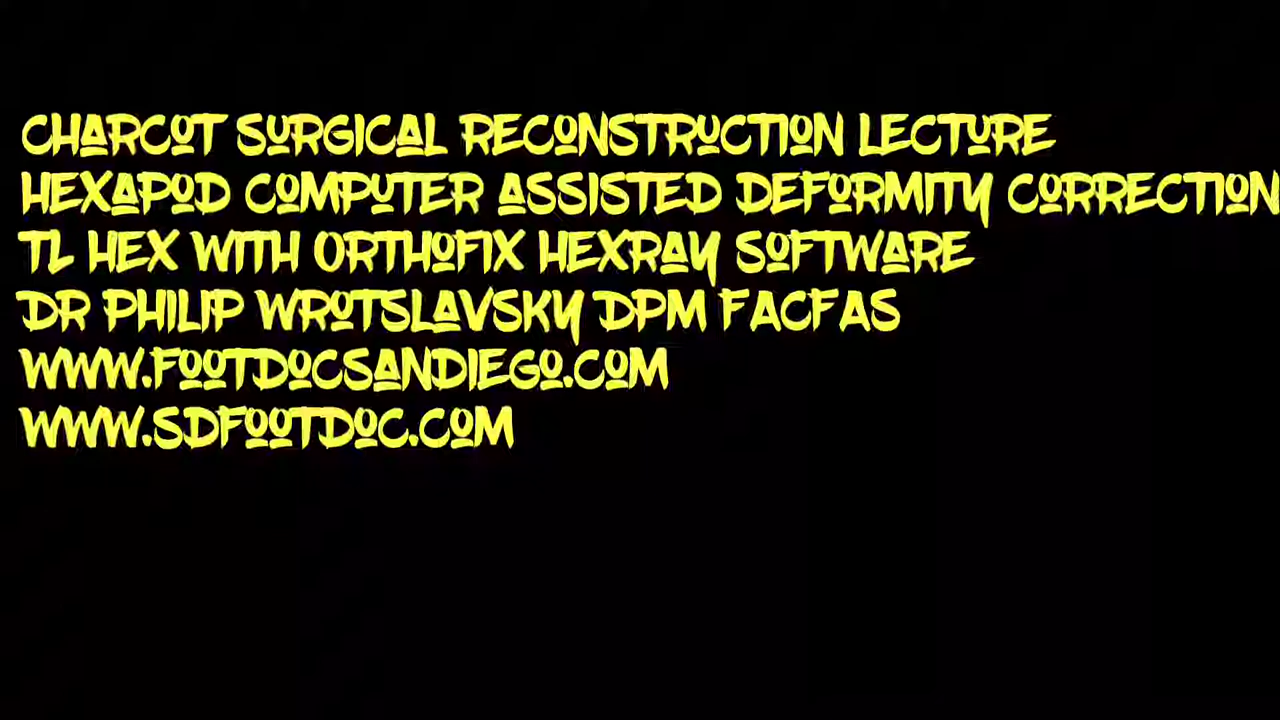 CHARCOT SURGICAL RECONSTRUCTION LECTURE
HEXAPOD COMPUTER ASSISTED DEFORMITY CORRECTION
TL HEX WITH ORTHOFIX HEXRAY SOFTWARE
DR PHILIP WROTSLAVSKY DPM FACFAS
WWW.FOOTDOCSANDIEGO.COM
WWW.SDFOOTDOC.COM